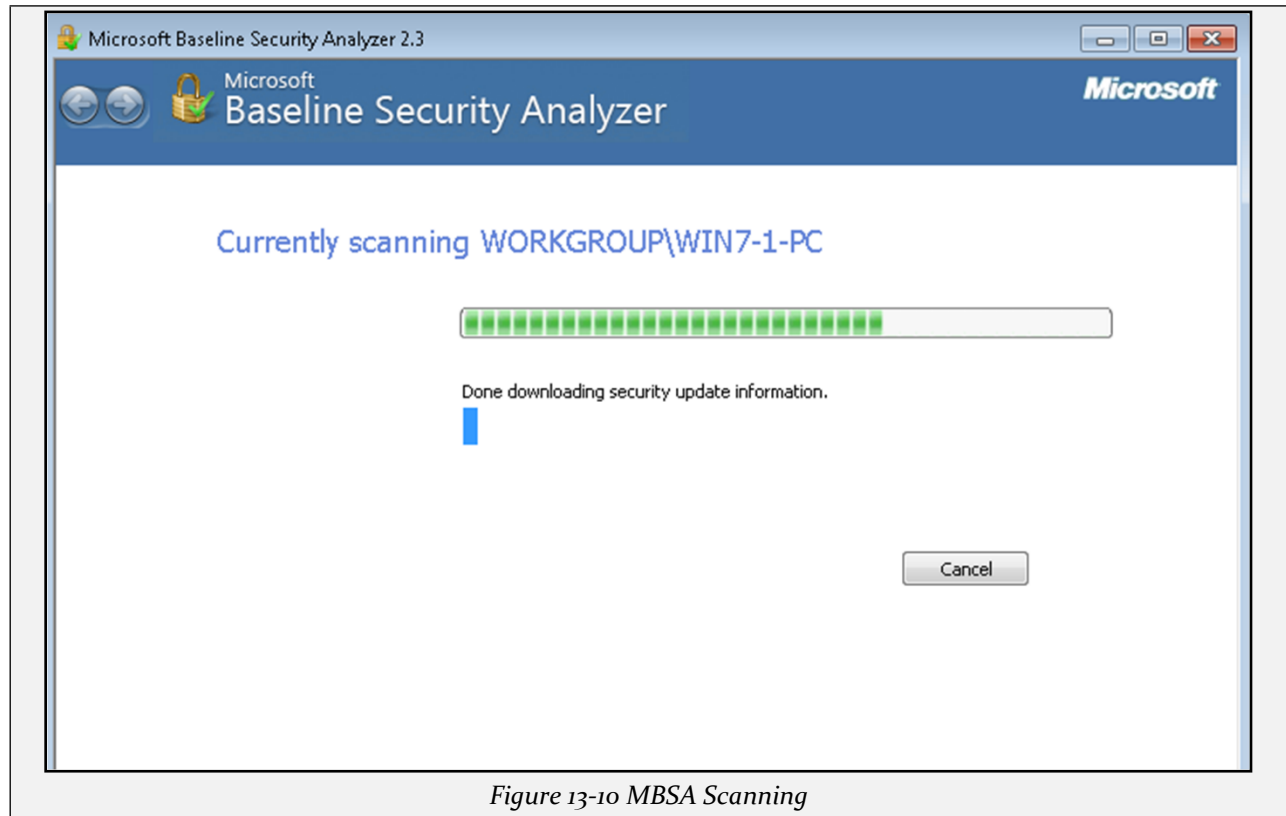 Microsoft Baseline Security Analyzer 2.3
Microsoft
Baseline Security Analyzer
Microsoft
Currently scanning WORKGROUP\WIN7-1-PC
Done downloading security update information.
Cancel
Figure 13-10 MBSA Scanning